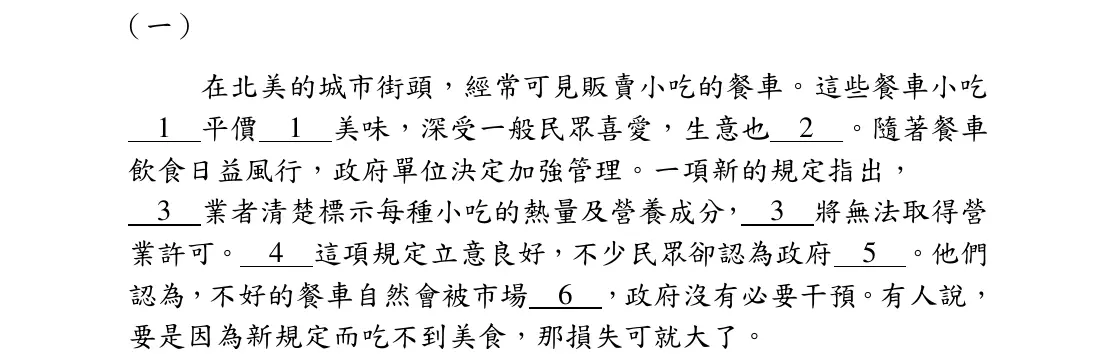 (一)
在北美的城市街頭，經常可見販賣小吃的餐車。這些餐車小吃
1 平價 1 美味，深受一般民眾喜愛，生意也 2 。隨著餐車
飲食日益風行，政府單位決定加強管理。一項新的規定指出，
3 業者清楚標示每種小吃的熱量及營養成分， 3 將無法取得營
業許可。 4 這項規定立意良好，不少民眾卻認為政府 5 。他們
認為，不好的餐車自然會被市場 6 ，政府沒有必要干預。有人說，
要是因為新規定而吃不到美食，那損失可就大了。